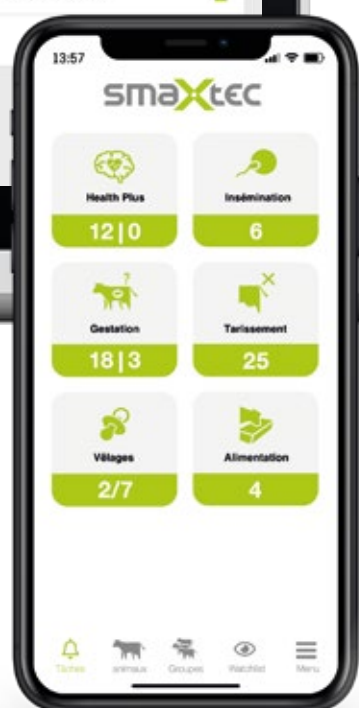 13:57
smaXtec
Health Plus
Insémination
12|0
6
Gestation
Tarissement
18|3
25
Vêlages
Alimentation
2/7
4
Tâches
animaux
Groupes
Watchlist
Menu